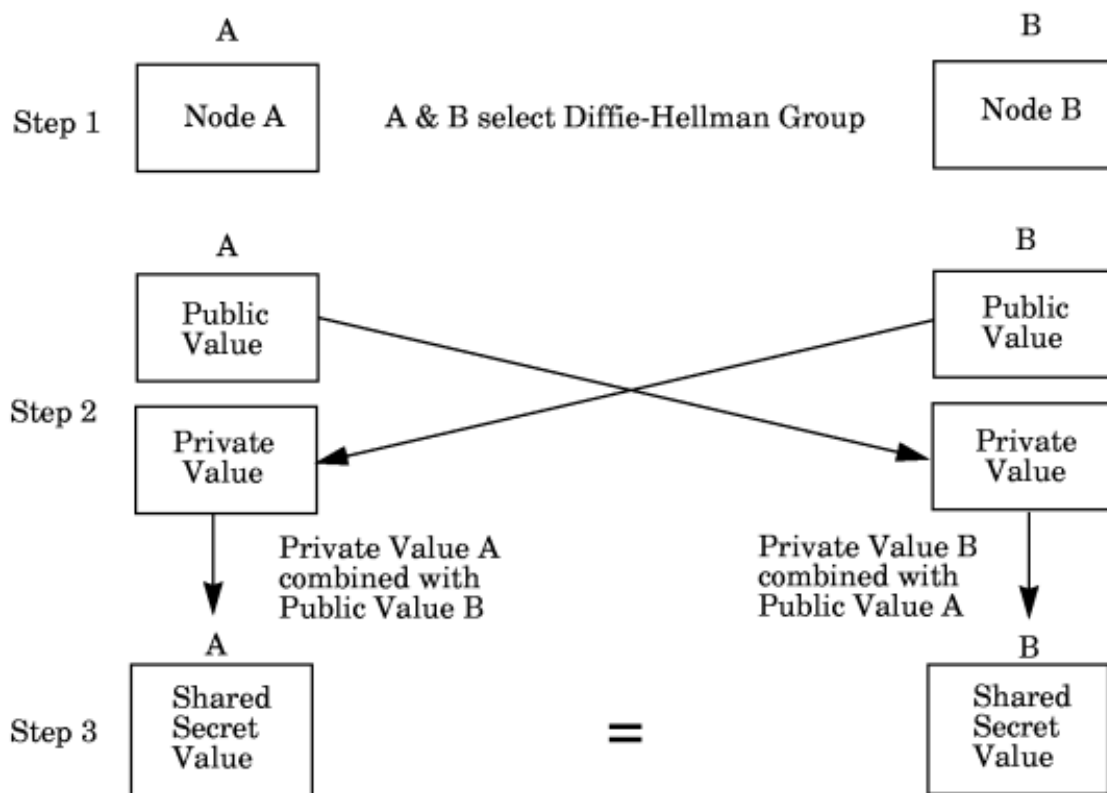 A
B
Step 1
Node A
A & B select Diffie-Hellman Group
Node B
A
B
Step 2
Public
Value
Public
Value
Private
Value
Private
Value
Private Value A
combined with
Public Value B
Private Value B
combined with
Public Value A
A
B
Step 3
Shared
Secret
Value
=
Shared
Secret
Value